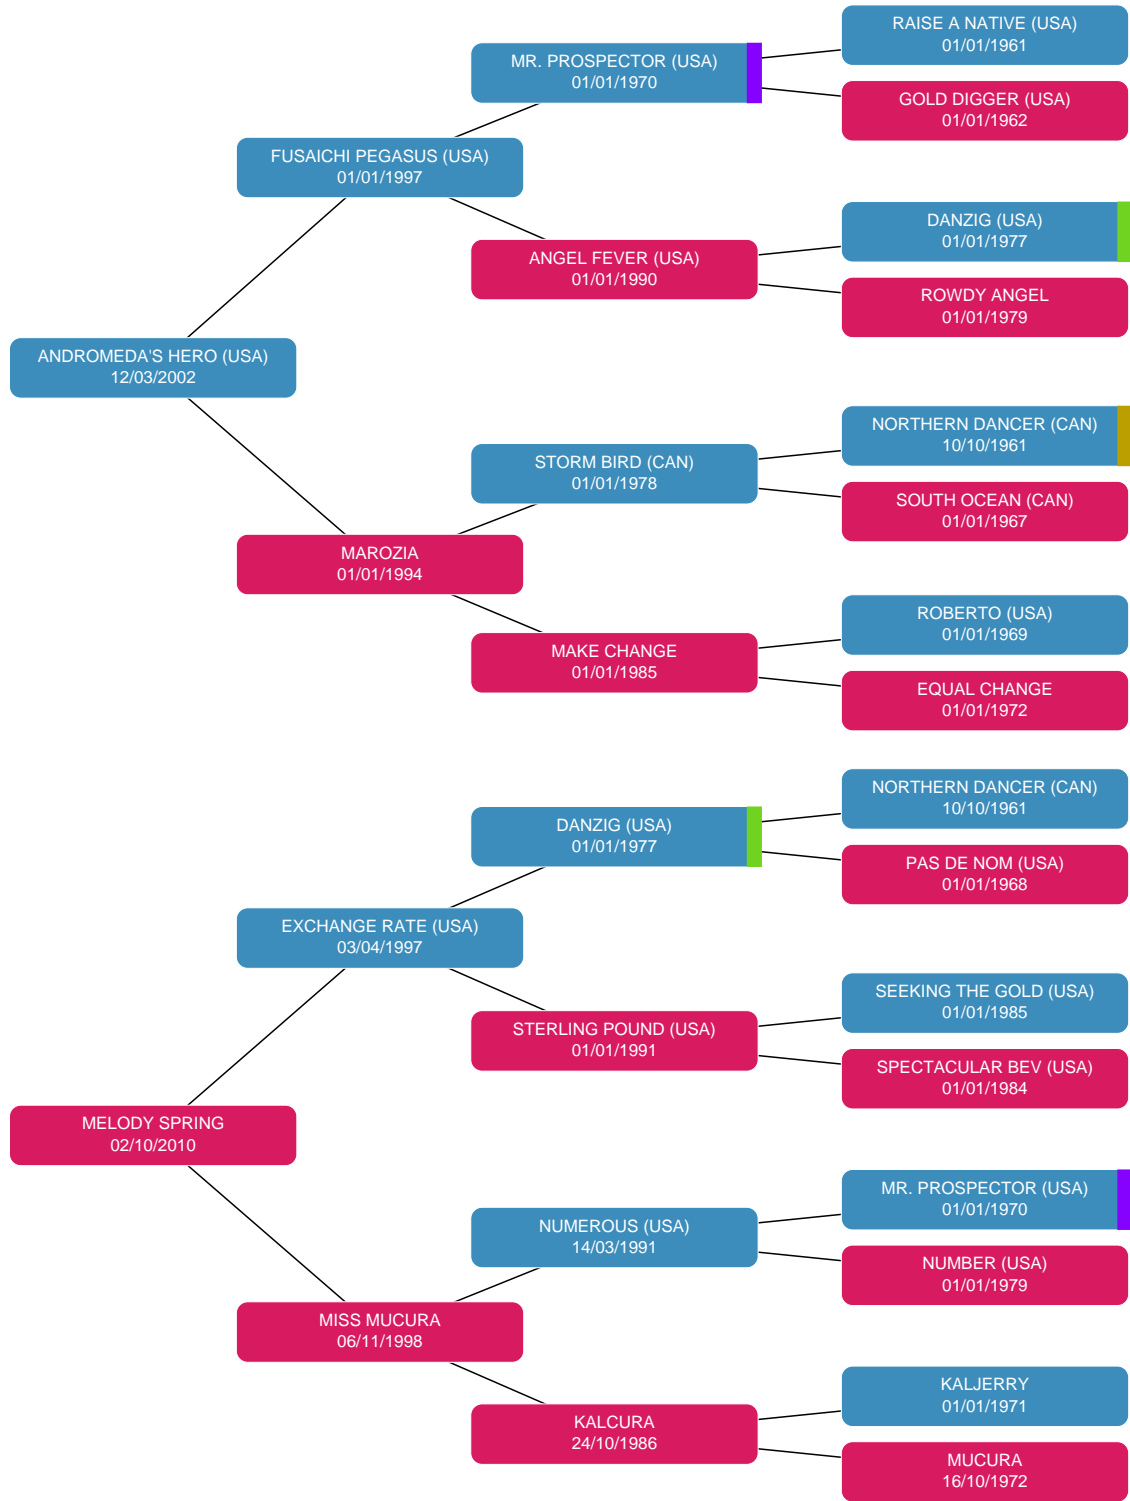 RAISE A NATIVE (USA)
01/01/1961
MR. PROSPECTOR (USA)
01/01/1970
GOLD DIGGER (USA)
01/01/1962
FUSAICHI PEGASUS (USA)
01/01/1997
DANZIG (USA)
01/01/1977
ANGEL FEVER (USA)
01/01/1990
ROWDY ANGEL
01/01/1979
ANDROMEDA'S HERO (USA)
12/03/2002
NORTHERN DANCER (CAN)
10/10/1961
STORM BIRD (CAN)
01/01/1978
SOUTH OCEAN (CAN)
01/01/1967
MAROZIA
01/01/1994
ROBERTO (USA)
01/01/1969
MAKE CHANGE
01/01/1985
EQUAL CHANGE
01/01/1972
NORTHERN DANCER (CAN)
10/10/1961
DANZIG (USA)
01/01/1977
PAS DE NOM (USA)
01/01/1968
EXCHANGE RATE (USA)
03/04/1997
SEEKING THE GOLD (USA)
01/01/1985
STERLING POUND (USA)
01/01/1991
SPECTACULAR BEV (USA)
01/01/1984
MELODY SPRING
02/10/2010
MR. PROSPECTOR (USA)
01/01/1970
NUMEROUS (USA)
14/03/1991
NUMBER (USA)
01/01/1979
MISS MUCURA
06/11/1998
KALJERRY
01/01/1971
KALCURA
24/10/1986
MUCURA
16/10/1972